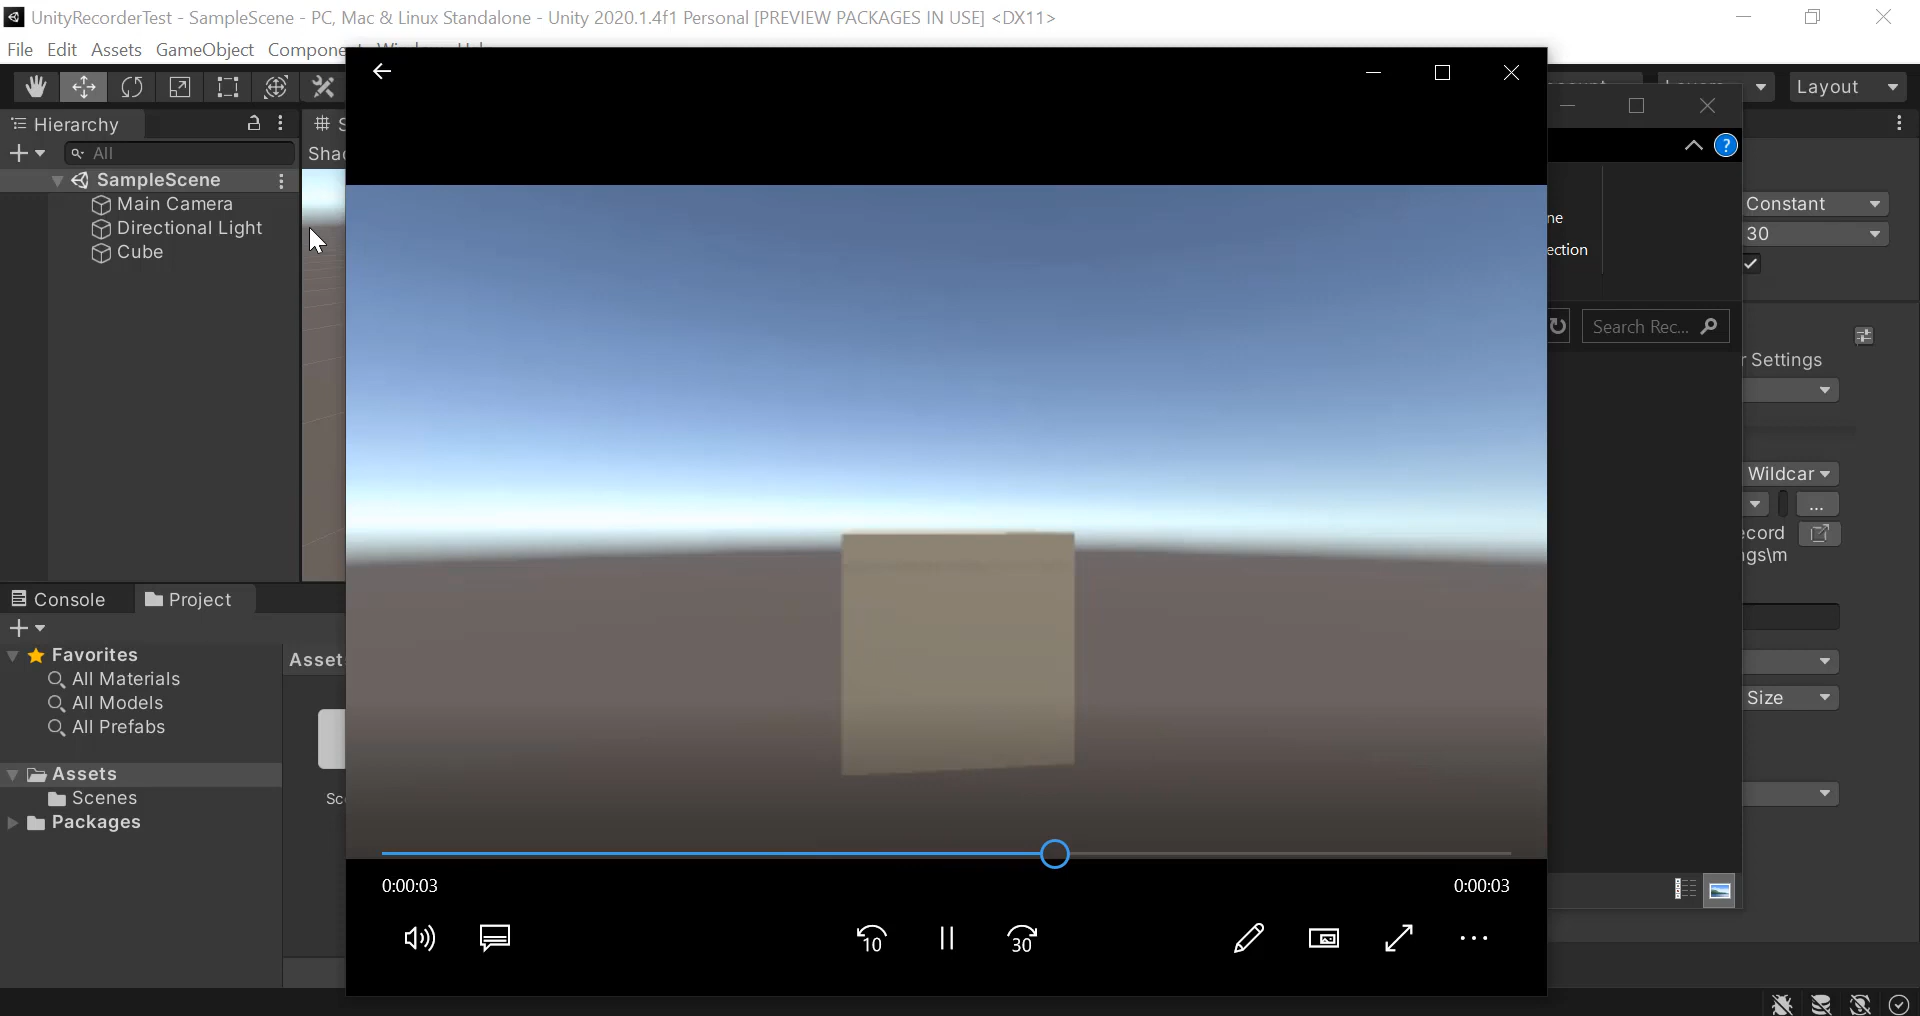 UnityRecorderTest - SampleScene - PC, Mac & Linux Standalone - Unity 2020.1.4f1 Personal [PREVIEW PACKAGES IN USE] <DX11>
File Edit Assets GameObject
Layout
Hierarchy
All
SampleScene
Main Camera
Directional Light
Cube
ne
ection
Constant
30
Search Rec...
r Settings
Wildcar
...
cord
gs\m
Size
Console Project
Favorites
All Materials
All Models
All Prefabs
Assets
Scenes
Packages
0:00:03
0:00:03
10
30